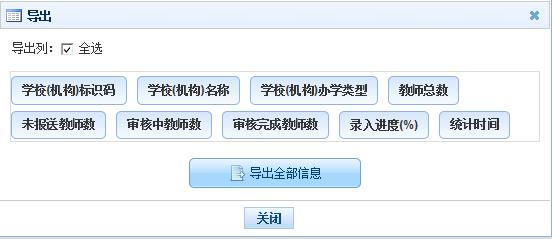 导出
导出列: 全选
学校(机构)标识码 学校(机构)名称 学校(机构)办学类型 教师总数
未报送教师数 审核中教师数 审核完成教师数 录入进度(%) 统计时间
导出全部信息
关闭